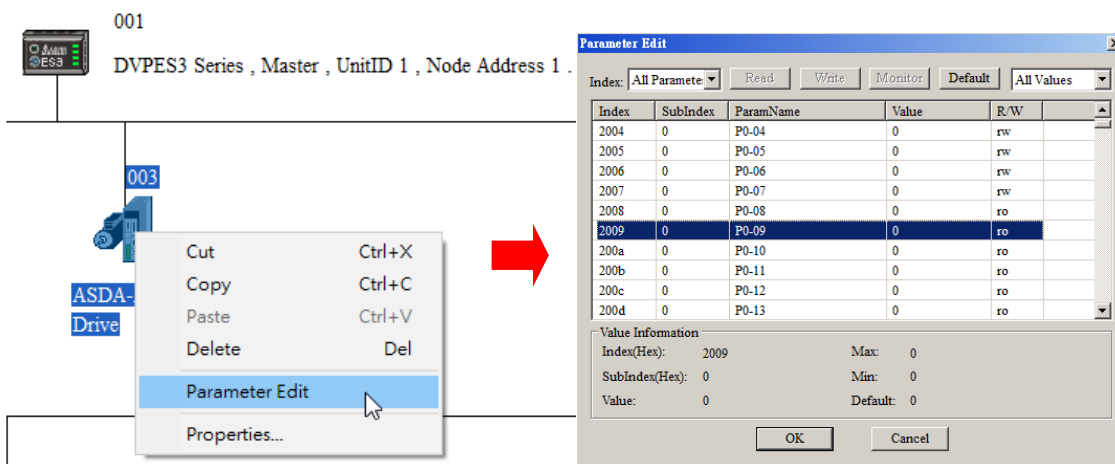 001
DVPES3 Series , Master , UnitID 1 , Node Address 1 .
ES3
003
ASDA-
Drive
Cut Ctrl+X
Copy Ctrl+C
Paste Ctrl+V
Delete Del
Parameter Edit
Properties...
Parameter Edit
Index: All Paramete All Values
Read Write Monitor Default
Index SubIndex ParamName Value R/W
2004 0 P0-04 0 rw
2005 0 P0-05 0 rw
2006 0 P0-06 0 rw
2007 0 P0-07 0 rw
2008 0 P0-08 0 ro
2009 0 P0-09 0 ro
200a 0 P0-10 0 ro
200b 0 P0-11 0 ro
200c 0 P0-12 0 ro
200d 0 P0-13 0 ro
Value Information
Index(Hex): 2009 Max: 0
SubIndex(Hex): 0 Min: 0
Value: 0 Default: 0
OK Cancel